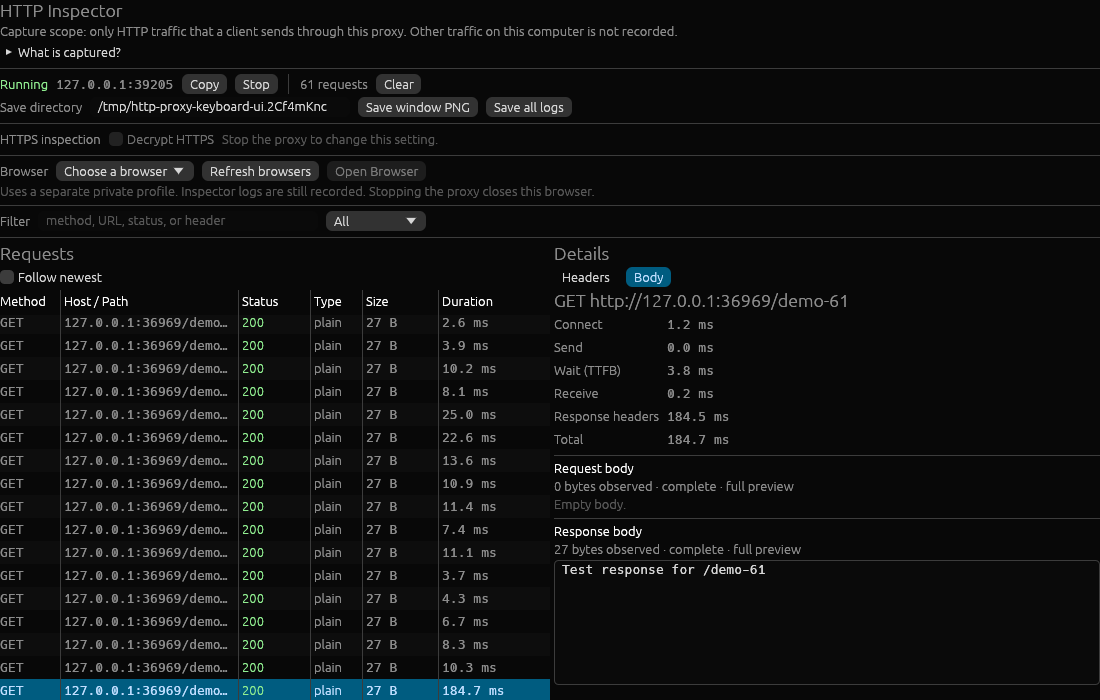 HTTP Inspector
Capture scope: only HTTP traffic that a client sends through this proxy. Other traffic on this computer is not recorded.
▸ What is captured?
Running 127.0.0.1:39205 Copy Stop 61 requests Clear
Save directory /tmp/http-proxy-keyboard-ui.2Cf4mKnc Save window PNG Save all logs
HTTPS inspection Decrypt HTTPS Stop the proxy to change this setting.
Browser Choose a browser Refresh browsers Open Browser
Uses a separate private profile. Inspector logs are still recorded. Stopping the proxy closes this browser.
Filter method, URL, status, or header All
Requests
Follow newest
Method Host / Path Status Type Size Duration
GET 127.0.0.1:36969/demo… 200 plain 27 B 2.6 ms
GET 127.0.0.1:36969/demo… 200 plain 27 B 3.9 ms
GET 127.0.0.1:36969/demo… 200 plain 27 B 10.2 ms
GET 127.0.0.1:36969/demo… 200 plain 27 B 8.1 ms
GET 127.0.0.1:36969/demo… 200 plain 27 B 25.0 ms
GET 127.0.0.1:36969/demo… 200 plain 27 B 22.6 ms
GET 127.0.0.1:36969/demo… 200 plain 27 B 13.6 ms
GET 127.0.0.1:36969/demo… 200 plain 27 B 10.9 ms
GET 127.0.0.1:36969/demo… 200 plain 27 B 11.4 ms
GET 127.0.0.1:36969/demo… 200 plain 27 B 7.4 ms
GET 127.0.0.1:36969/demo… 200 plain 27 B 11.1 ms
GET 127.0.0.1:36969/demo… 200 plain 27 B 3.7 ms
GET 127.0.0.1:36969/demo… 200 plain 27 B 4.3 ms
GET 127.0.0.1:36969/demo… 200 plain 27 B 6.7 ms
GET 127.0.0.1:36969/demo… 200 plain 27 B 8.3 ms
GET 127.0.0.1:36969/demo… 200 plain 27 B 10.3 ms
GET 127.0.0.1:36969/demo… 200 plain 27 B 184.7 ms
Details
Headers Body
GET http://127.0.0.1:36969/demo-61
Connect 1.2 ms
Send 0.0 ms
Wait (TTFB) 3.8 ms
Receive 0.2 ms
Response headers 184.5 ms
Total 184.7 ms
Request body
0 bytes observed · complete · full preview
Empty body.
Response body
27 bytes observed · complete · full preview
Test response for /demo-61